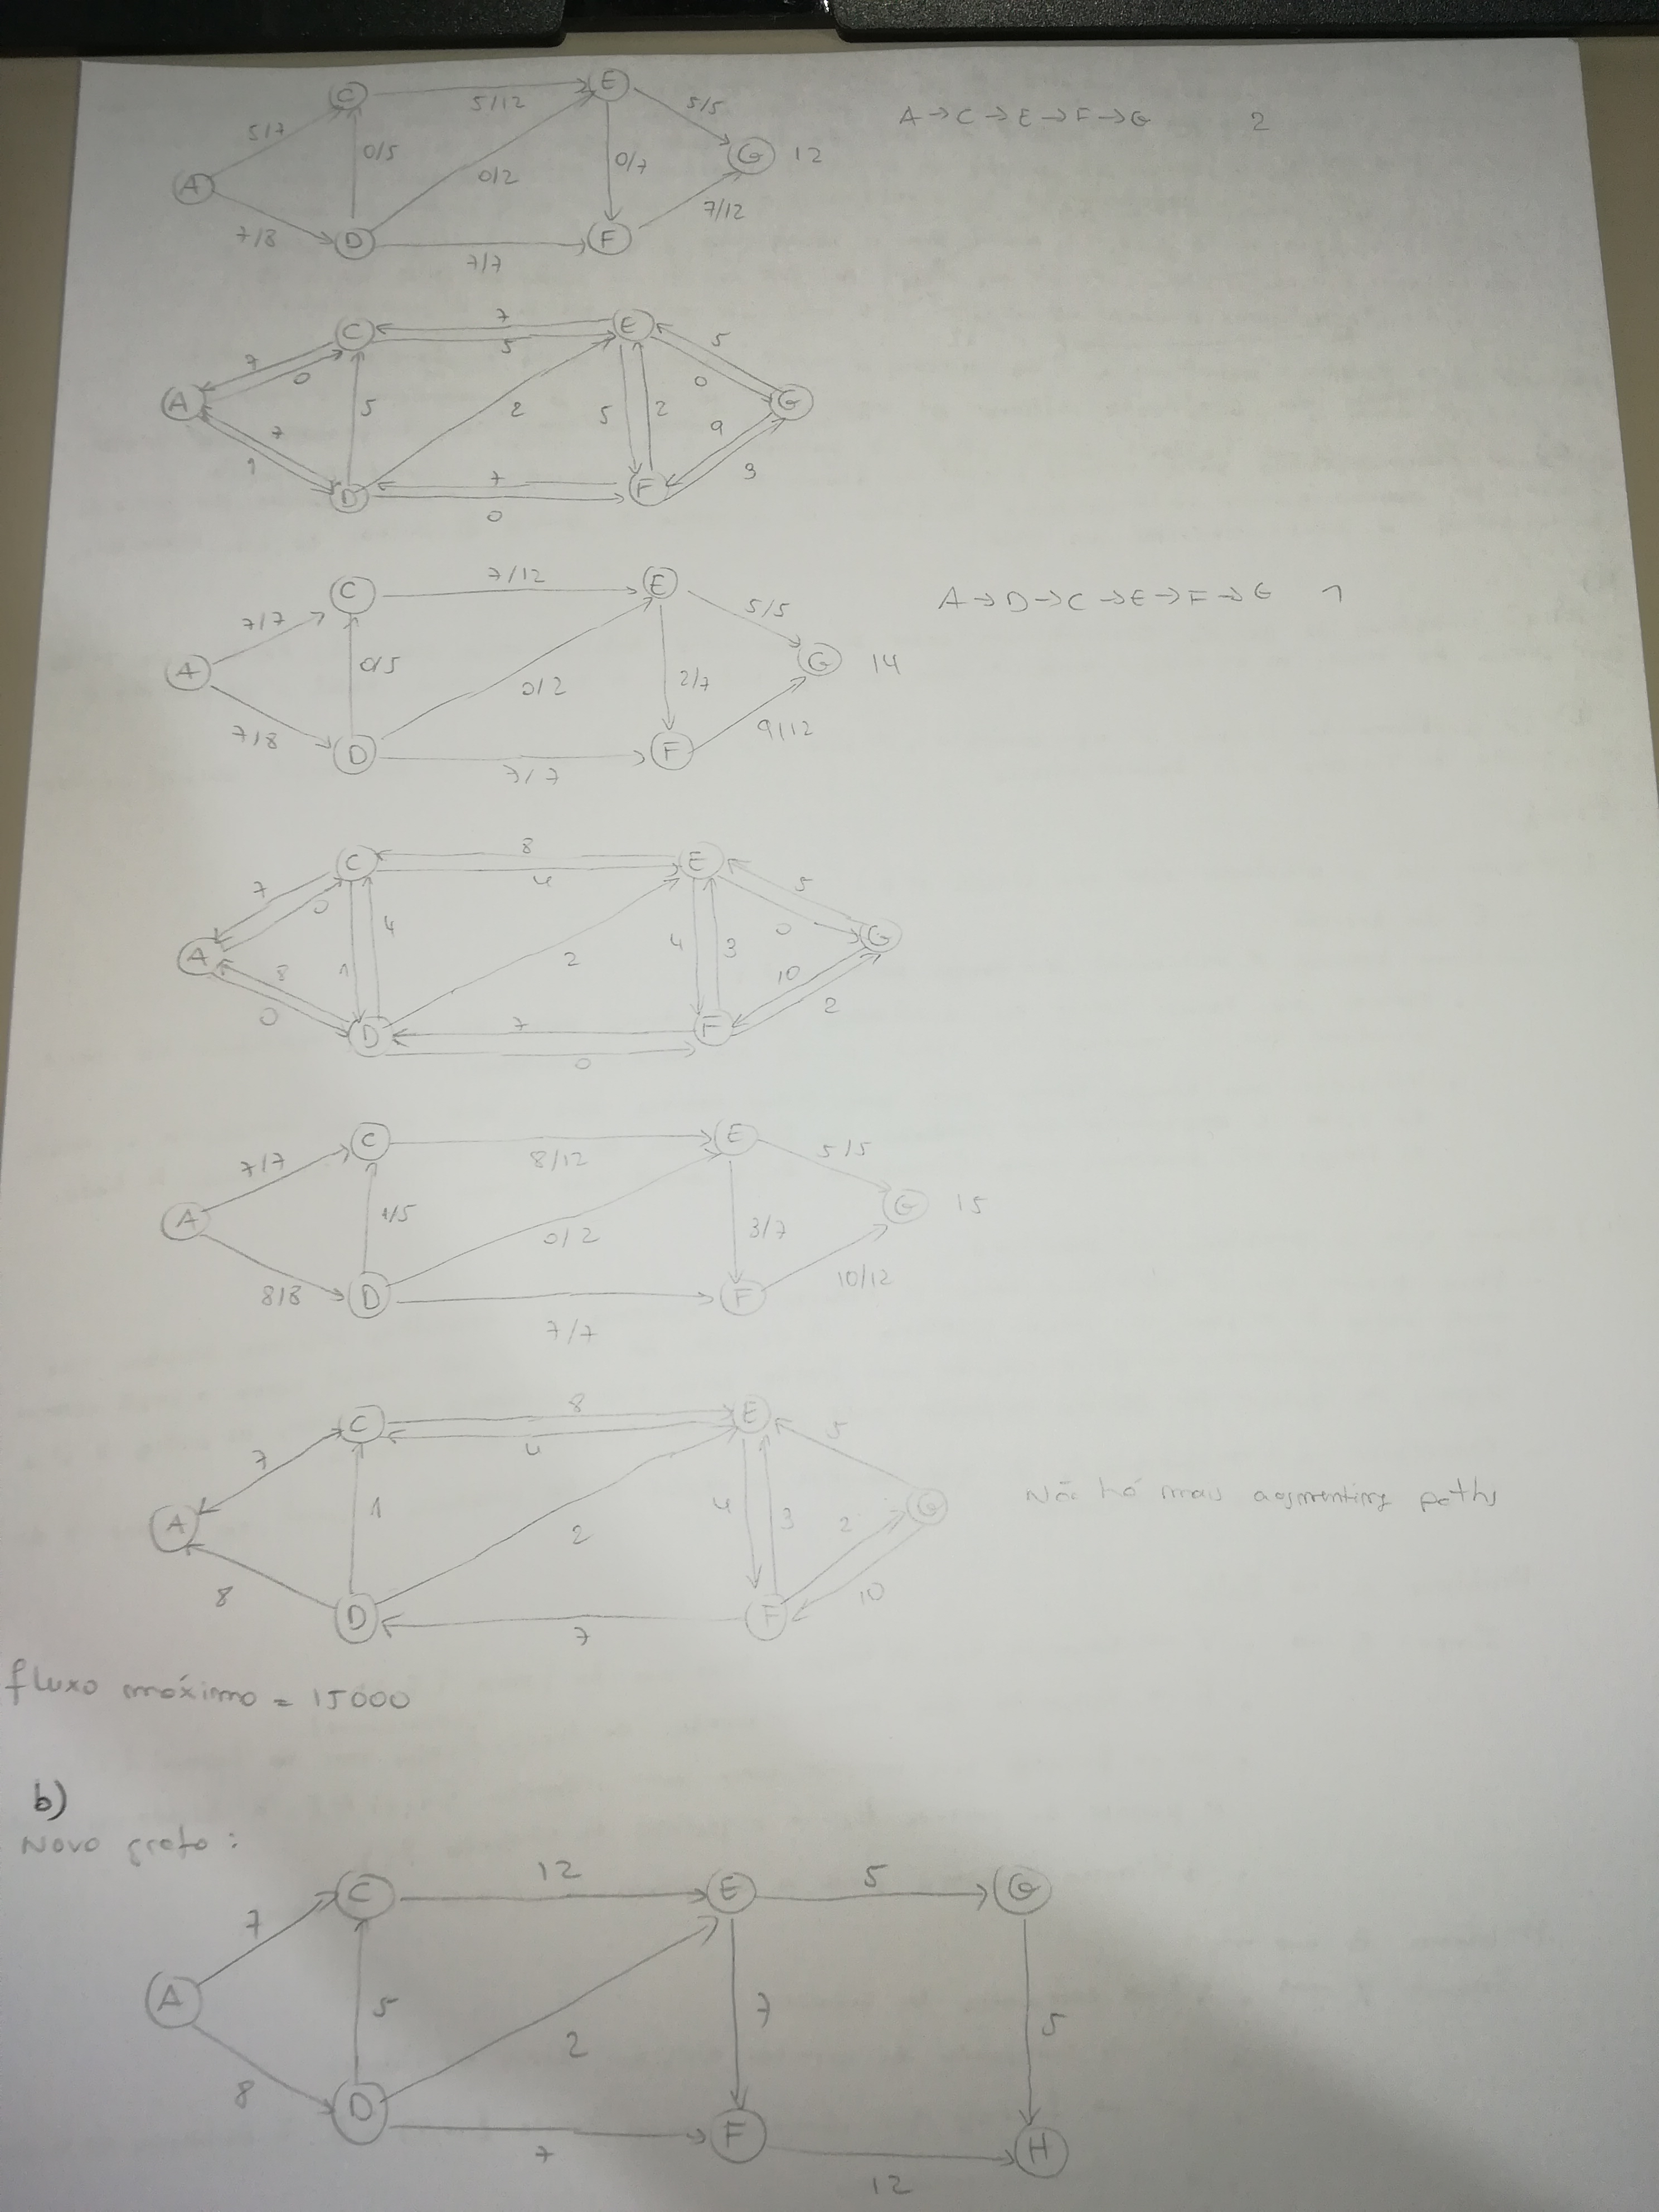 C 5/12 E 5/5 A→C→E→F→G 2
5/7 0/5 0/2 0/7 G 12
A 7/12
7/8 D 7/7 F
C 7 5 E 5
7 0 0
A 5 2 5 2 G
7 1 9 3
D 7 0 F
C 7/12 E 5/5 A→D→C→E→F→G 1
7/7 0/5 0/2 2/7 G 14
A 9/12
7/8 D 7/7 F
C 8 4 E 5
7 0 4 0 G
A 8 1 2 4 3 10
0 D 7 0 F 2
C 8/12 E 5/5
7/7 1/5 0/2 3/7 G 15
A 10/12
8/8 D 7/7 F
C 8 4 E 5
7 1 2 4 3 2 G Não há mais augmenting paths
A 10
8 D 7 F
fluxo máximo = 15000
b)
Novo grafo:
C 12 E 5 G
7
A 5 2 7 5
8 D 7 F 12 H